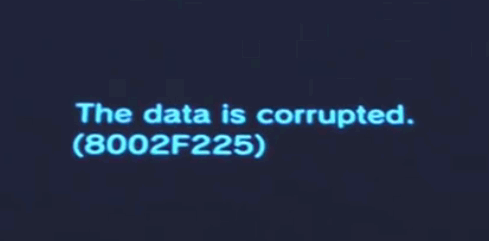 The data is corrupted.
(8002F225)